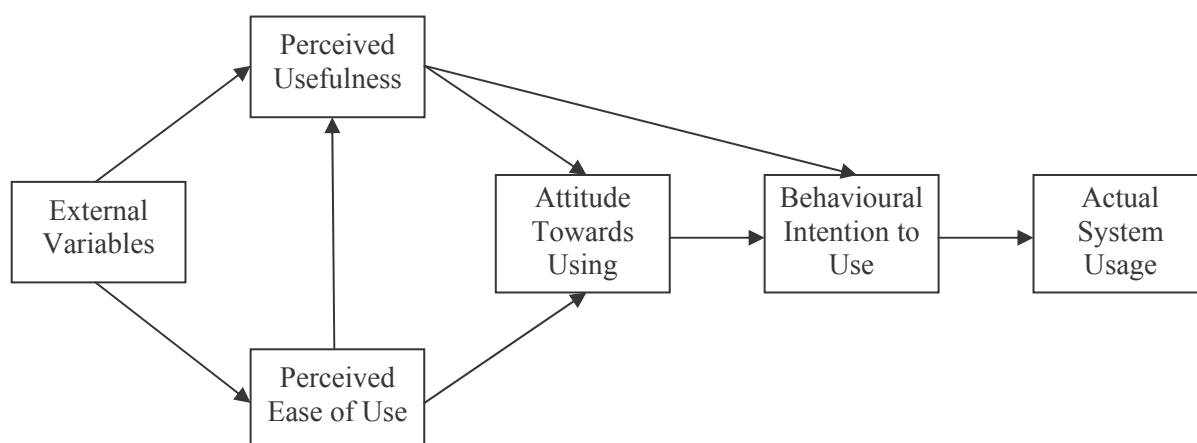 Perceived
Usefulness
External
Variables
Attitude
Towards
Using
Behavioural
Intention to
Use
Actual
System
Usage
Perceived
Ease of Use